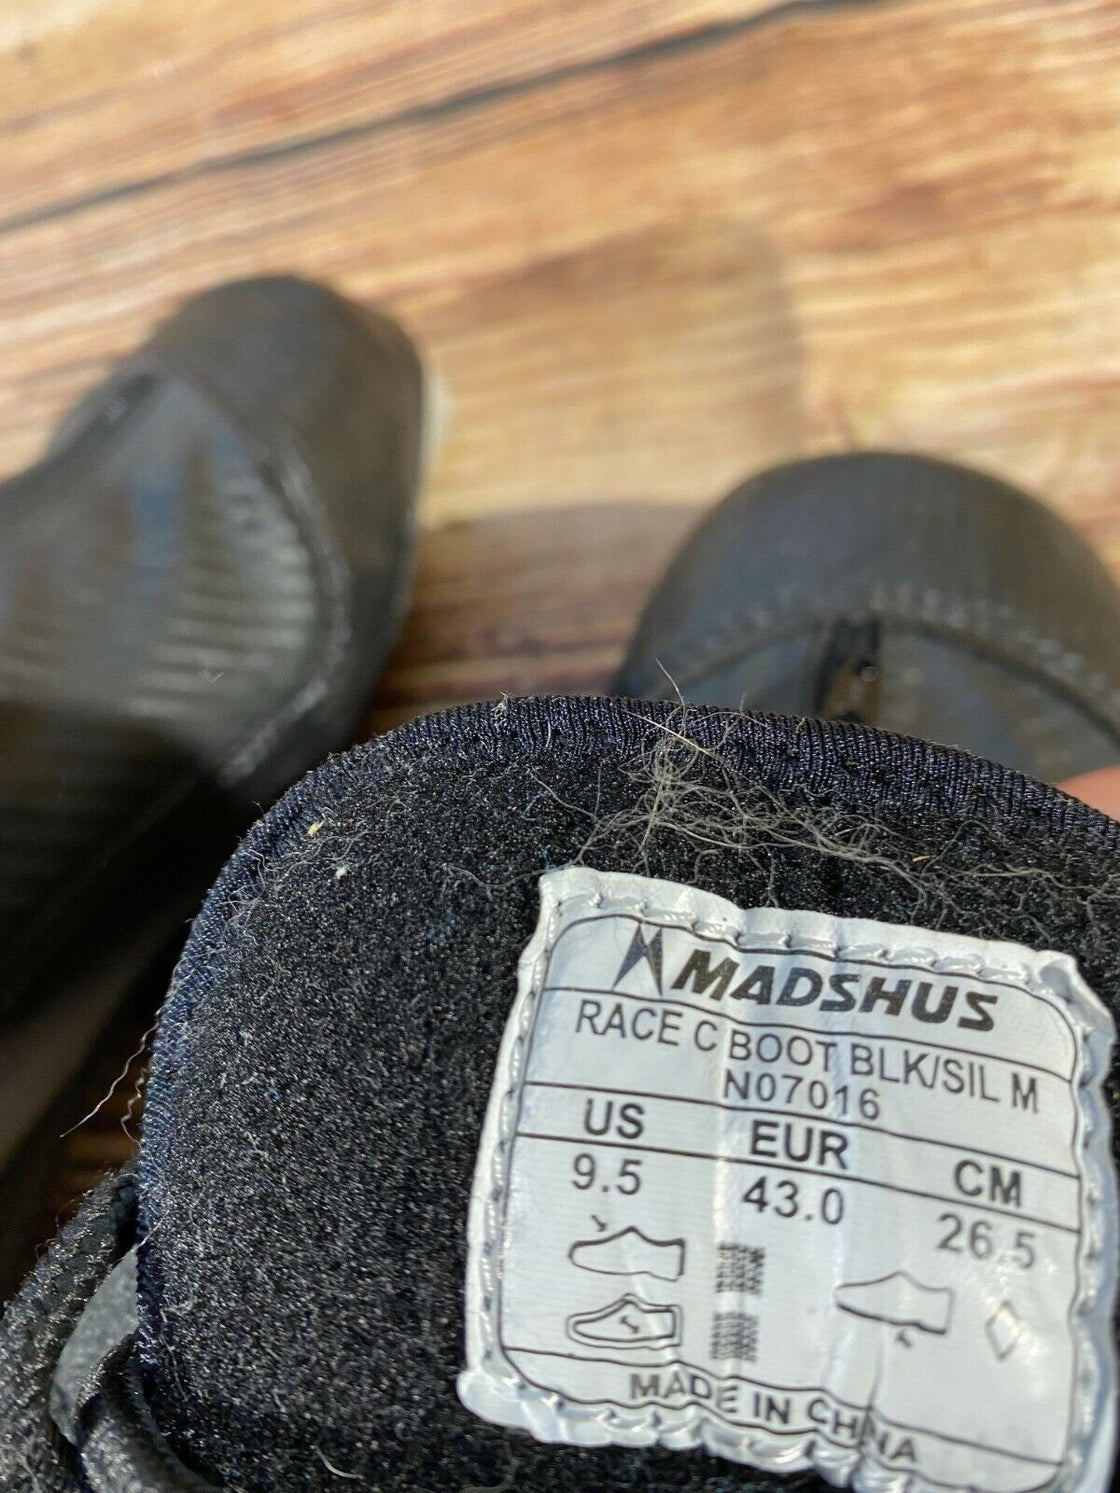 MADSHUS
RACE C BOOT BLK/SIL M
N07016
US EUR CM
9.5 43.0 26.5
MADE IN CHINA